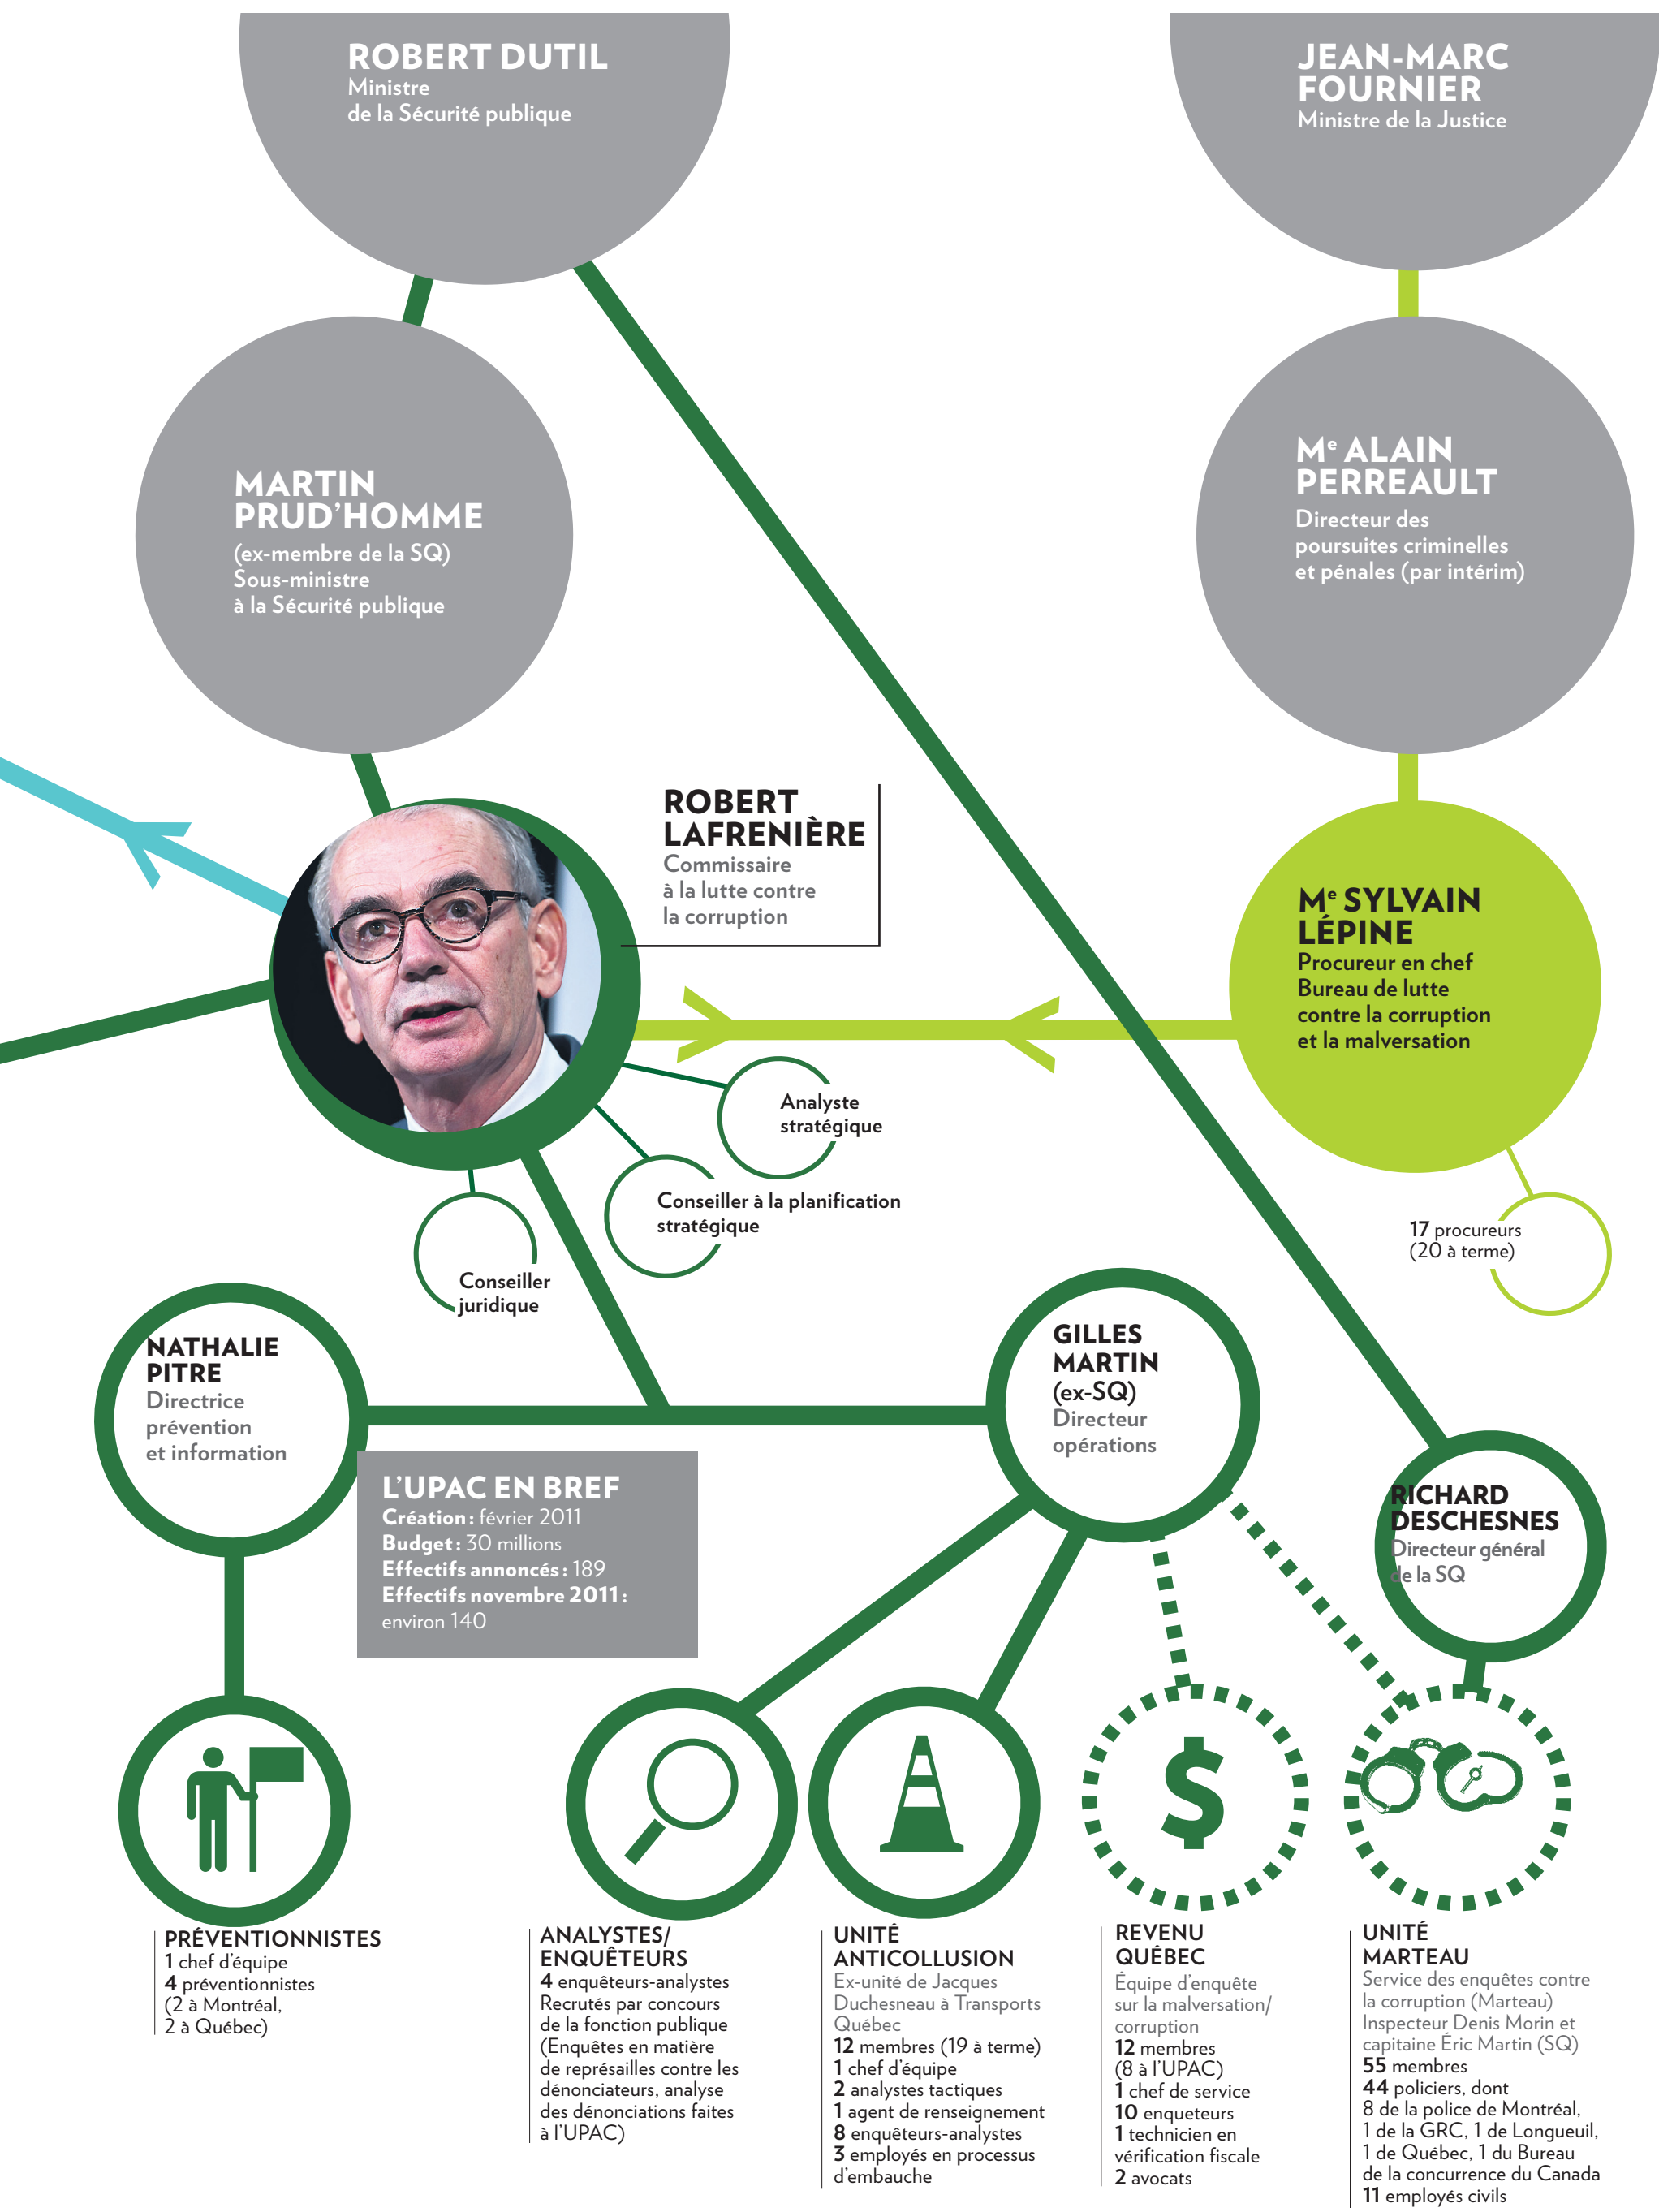 ROBERT DUTIL
Ministre
de la Sécurité publique
JEAN-MARC
FOURNIER
Ministre de la Justice
MARTIN
PRUD'HOMME
(ex-membre de la SQ)
Sous-ministre
à la Sécurité publique
Me ALAIN
PERREAULT
Directeur des
poursuites criminelles
et pénales (par intérim)
ROBERT
LAFRENIÈRE
Commissaire
à la lutte contre
la corruption
Me SYLVAIN
LÉPINE
Procureur en chef
Bureau de lutte
contre la corruption
et la malversation
Analyste
stratégique
Conseiller à la planification
stratégique
Conseiller
juridique
17 procureurs
(20 à terme)
NATHALIE
PITRE
Directrice
prévention
et information
GILLES
MARTIN
(ex-SQ)
Directeur
opérations
L'UPAC EN BREF
Création : février 2011
Budget : 30 millions
Effectifs annoncés : 189
Effectifs novembre 2011 :
environ 140
RICHARD
DESCHESNES
Directeur général
de la SQ
$
PRÉVENTIONNISTES
1 chef d'équipe
4 préventionnistes
(2 à Montréal,
2 à Québec)
ANALYSTES/
ENQUÊTEURS
4 enquêteurs-analystes
Recrutés par concours
de la fonction publique
(Enquêtes en matière
de représailles contre les
dénonciateurs, analyse
des dénonciations faites
à l'UPAC)
UNITÉ
ANTICOLLUSION
Ex-unité de Jacques
Duchesneau à Transports
Québec
12 membres (19 à terme)
1 chef d'équipe
2 analystes tactiques
1 agent de renseignement
8 enquêteurs-analystes
3 employés en processus
d'embauche
REVENU
QUÉBEC
Équipe d'enquête
sur la malversation/
corruption
12 membres
(8 à l'UPAC)
1 chef de service
10 enqueteurs
1 technicien en
vérification fiscale
2 avocats
UNITÉ
MARTEAU
Service des enquêtes contre
la corruption (Marteau)
Inspecteur Denis Morin et
capitaine Éric Martin (SQ)
55 membres
44 policiers, dont
8 de la police de Montréal,
1 de la GRC, 1 de Longueuil,
1 de Québec, 1 du Bureau
de la concurrence du Canada
11 employés civils